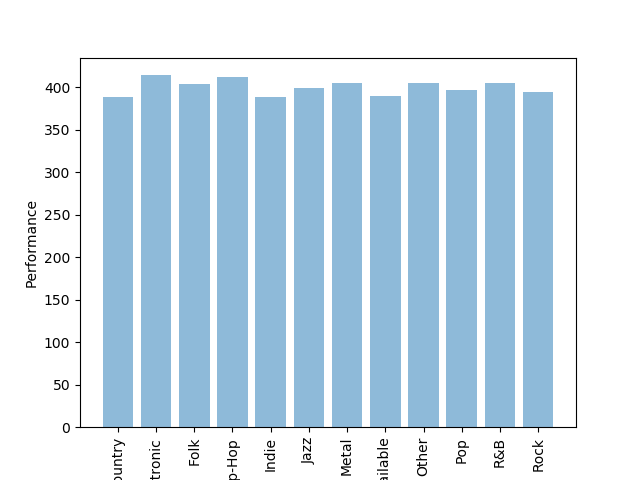 Performance
400
350
300
250
200
150
100
50
0
ountry
tronic
Folk
p-Hop
Indie
Jazz
Metal
ailable
Other
Pop
R&B
Rock